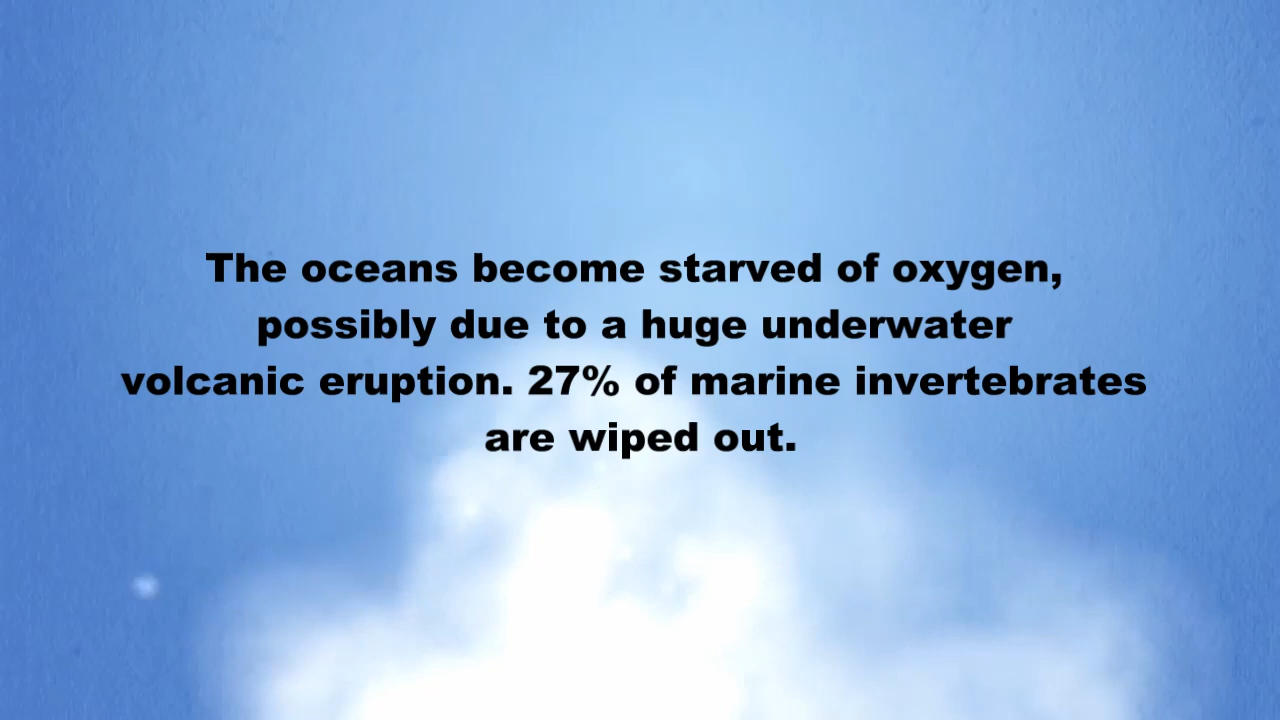 The oceans become starved of oxygen,
possibly due to a huge underwater
volcanic eruption. 27% of marine invertebrates
are wiped out.